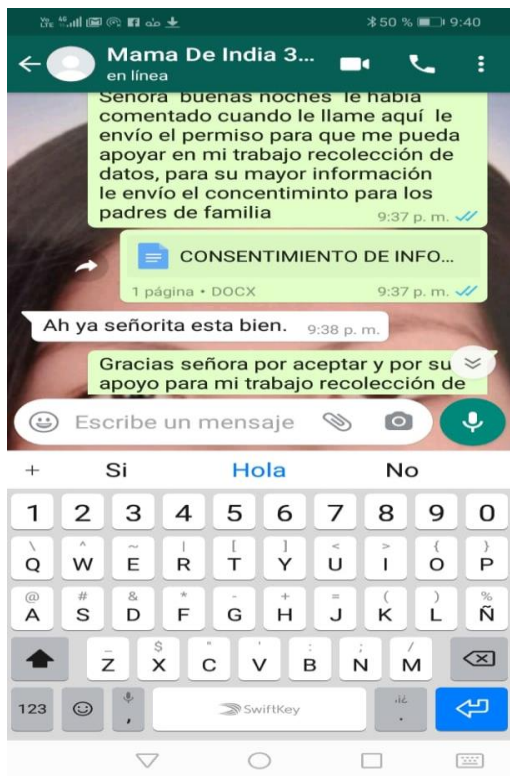 50 % 9:40
Mama De India 3...
en línea
Señora buenas noches le había
comentado cuando le llame aquí le
envío el permiso para que me pueda
apoyar en mi trabajo recolección de
datos, para su mayor información
le envío el concentiminto para los
padres de familia 9:37 p. m.
CONSENTIMIENTO DE INFO...
1 página • DOCX 9:37 p. m.
Ah ya señorita esta bien. 9:38 p. m.
Gracias señora por aceptar y por su
apoyo para mi trabajo recolección de
Escribe un mensaje
+ Si Hola No
1 2 3 4 5 6 7 8 9 0
\ ^ ~ | [ ] < > { }
Q W E R T Y U I O P
@ # & * - + = ( ) %
A S D F G H J K L Ñ
_ $ " ' : ; /
Z X C V B N M
123 , SwiftKey .